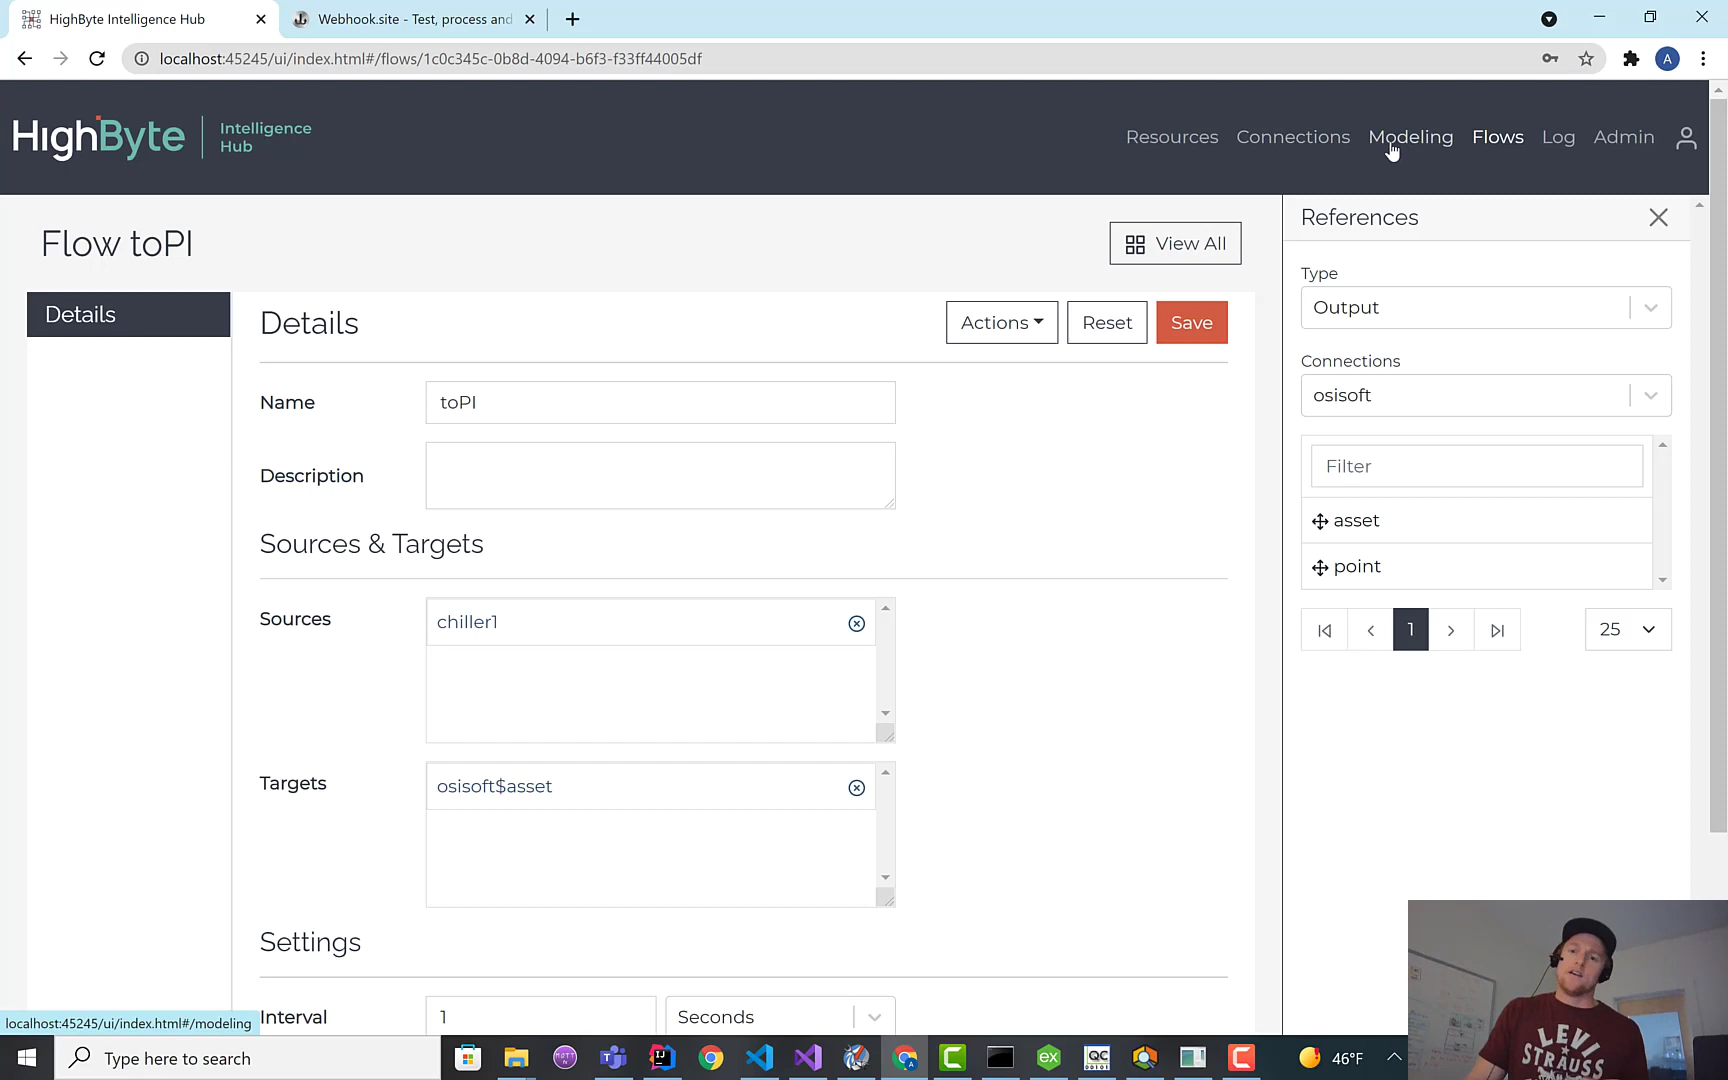 HighByte Intelligence Hub
Webhook.site - Test, process and
localhost:45245/ui/index.html#/flows/1c0c345c-0b8d-4094-b6f3-f33ff44005df
A
HighByte
Intelligence
Hub
Resources
Connections
Modeling
Flows
Log
Admin
Flow toPI
View All
References
Details
Details
Actions
Reset
Save
Type
Output
Name
toPI
Connections
osisoft
Description
Filter
asset
point
Sources & Targets
Sources
chiller1
1
25
Targets
osisoft$asset
Settings
Interval
1
Seconds
localhost:45245/ui/index.html#/modeling
Type here to search
46°F
LEVI
STRAUSS